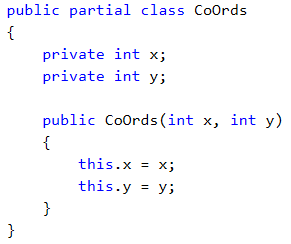 public partial class CoOrds
{
    private int x;
    private int y;

    public CoOrds(int x, int y)
    {
        this.x = x;
        this.y = y;
    }
}